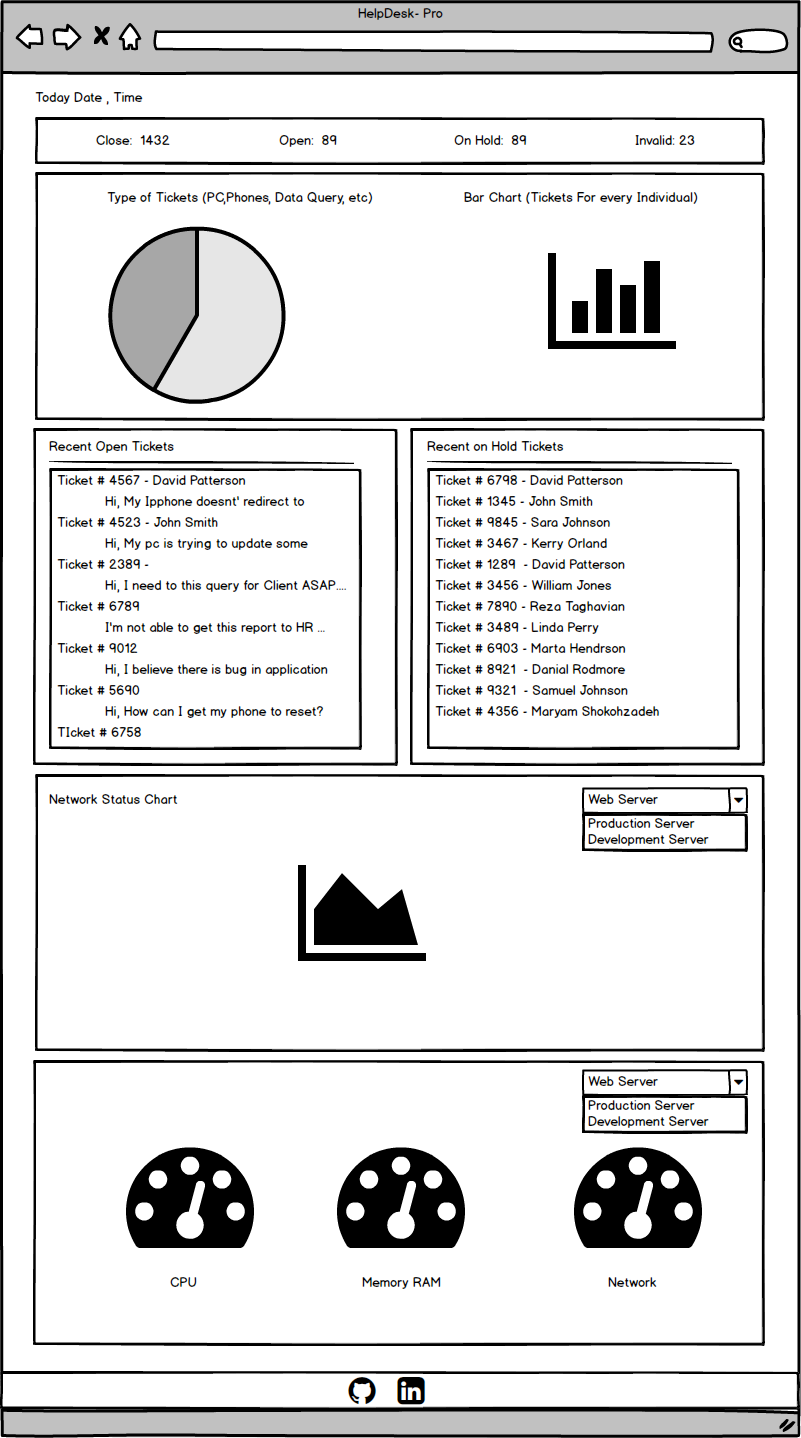 HelpDesk- Pro
Today Date , Time
Close: 1432
Open: 89
On Hold: 89
Invalid: 23
Type of Tickets (PC,Phones, Data Query, etc)
Bar Chart (Tickets For every Individual)
Recent Open Tickets
Ticket # 4567 - David Patterson
Hi, My Ipphone doesnt' redirect to
Ticket # 4523 - John Smith
Hi, My pc is trying to update some
Ticket # 2389 -
Hi, I need to this query for Client ASAP....
Ticket # 6789
I'm not able to get this report to HR ...
Ticket # 9012
Hi, I believe there is bug in application
Ticket # 5690
Hi, How can I get my phone to reset?
TIcket # 6758
Recent on Hold Tickets
Ticket # 6798 - David Patterson
Ticket # 1345 - John Smith
Ticket # 9845 - Sara Johnson
Ticket # 3467 - Kerry Orland
Ticket # 1289 - David Patterson
Ticket # 3456 - William Jones
Ticket # 7890 - Reza Taghavian
Ticket # 3489 - Linda Perry
Ticket # 6903 - Marta Hendrson
Ticket # 8921 - Danial Rodmore
Ticket # 9321 - Samuel Johnson
Ticket # 4356 - Maryam Shokohzadeh
Network Status Chart
Web Server
Production Server
Development Server
Web Server
Production Server
Development Server
CPU
Memory RAM
Network
in